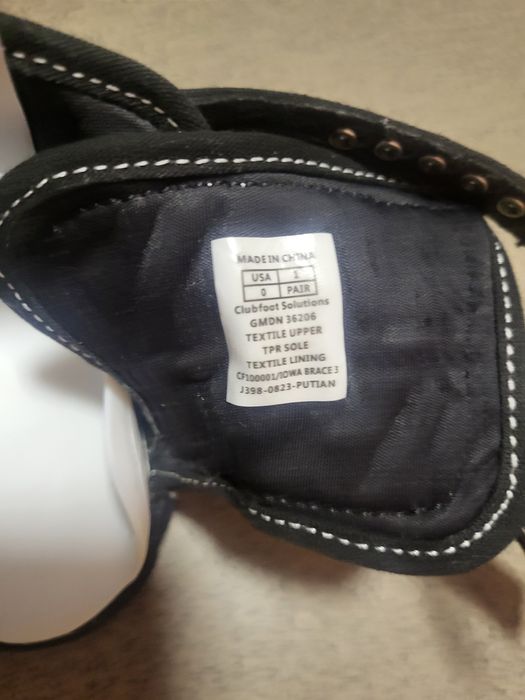 MADE IN CHINA
USA 1
0 PAIR
Clubfoot Solutions
GMDN 36206
TEXTILE UPPER
TPR SOLE
TEXTILE LINING
CF100001/IOWA BRACE 3
J398-0823-PUTIAN